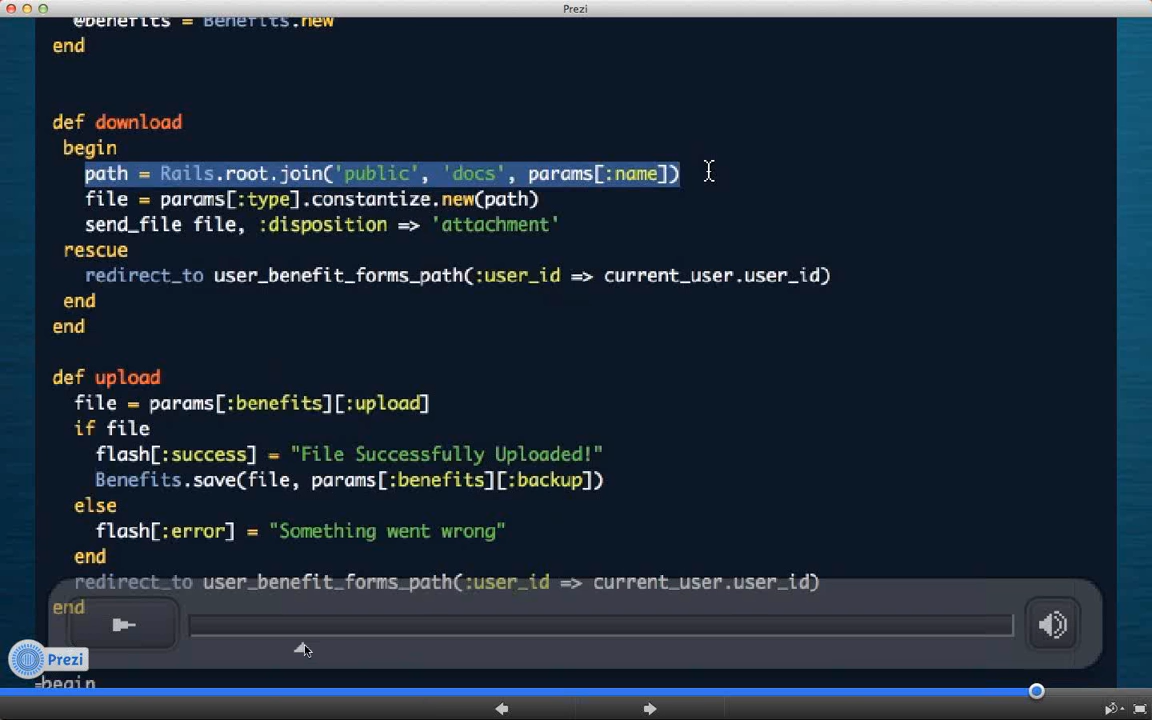 Prezi
@benefits = Benefits.new
end
def download
begin
path = Rails.root.join('public', 'docs', params[:name])
file = params[:type].constantize.new(path)
send_file file, :disposition => 'attachment'
rescue
redirect_to user_benefit_forms_path(:user_id => current_user.user_id)
end
end
def upload
file = params[:benefits][:upload]
if file
flash[:success] = "File Successfully Uploaded!"
Benefits.save(file, params[:benefits][:backup])
else
flash[:error] = "Something went wrong"
end
redirect_to user_benefit_forms_path(:user_id => current_user.user_id)
end
Prezi
=begin